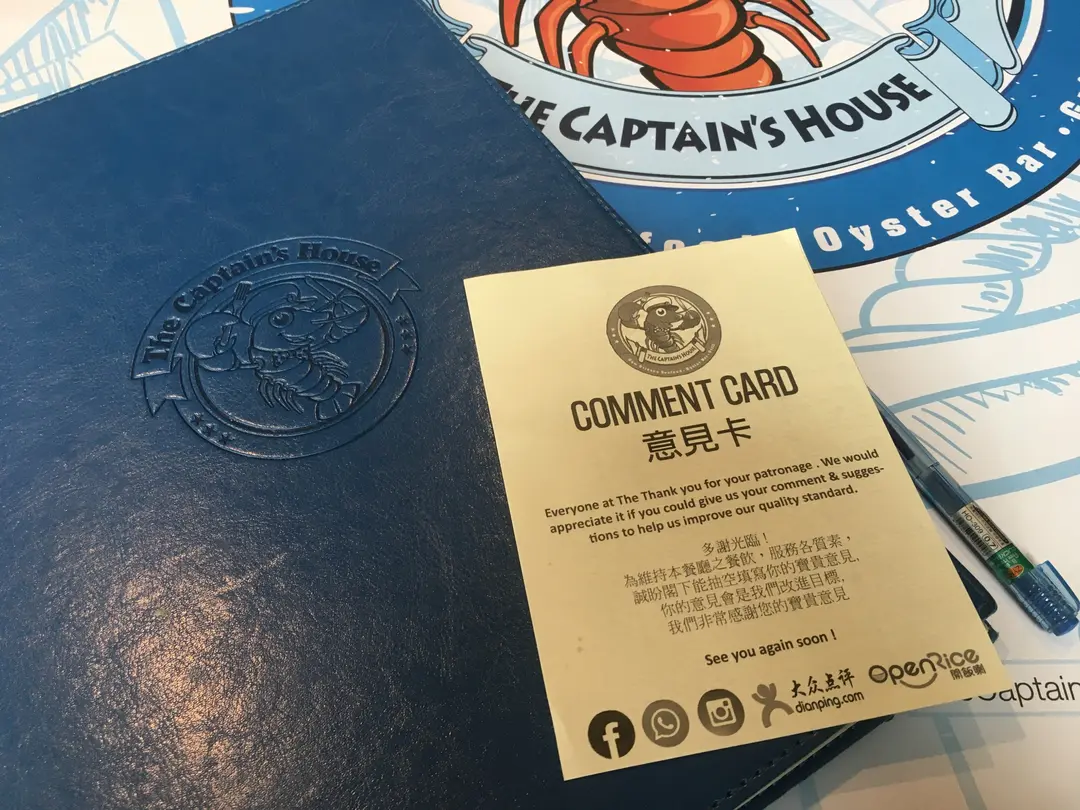 THE CAPTAIN'S HOUSE
Oyster Bar
The Captain's House
THE CAPTAIN'S HOUSE
COMMENT CARD
意見卡
Everyone at The Thank you for your patronage . We would
appreciate it if you could give us your comment & sugges-
tions to help us improve our quality standard.
多謝光臨！
為維持本餐廳之餐飲，服務各質素，
誠盼閣下能抽空填寫你的寶貴意見,
你的意見會是我們改進目標,
我們非常感謝您的寶貴意見
See you again soon !
大众点评
dianping.com
OpenRice
開飯喇